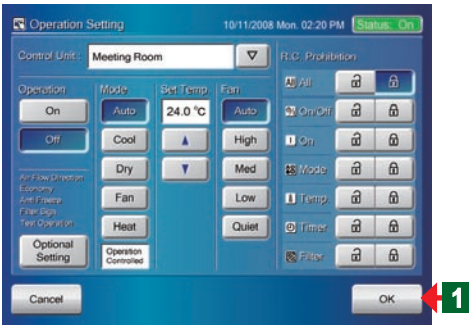 Operation Setting
10/11/2008 Mon. 02:20 PM
Status: On
Control Unit:
Meeting Room
R.C. Prohibition
Operation
Mode
Set Temp.
Fan
All
On
Auto
24.0 °C
Auto
On/Off
Off
Cool
High
On
Air Flow Direction
Economy
Anti Freeze
Filter Sign
Test Operation
Dry
Med
Mode
Fan
Low
Temp.
Optional
Setting
Heat
Quiet
Timer
Operation
Controlled
Filter
Cancel
OK
1